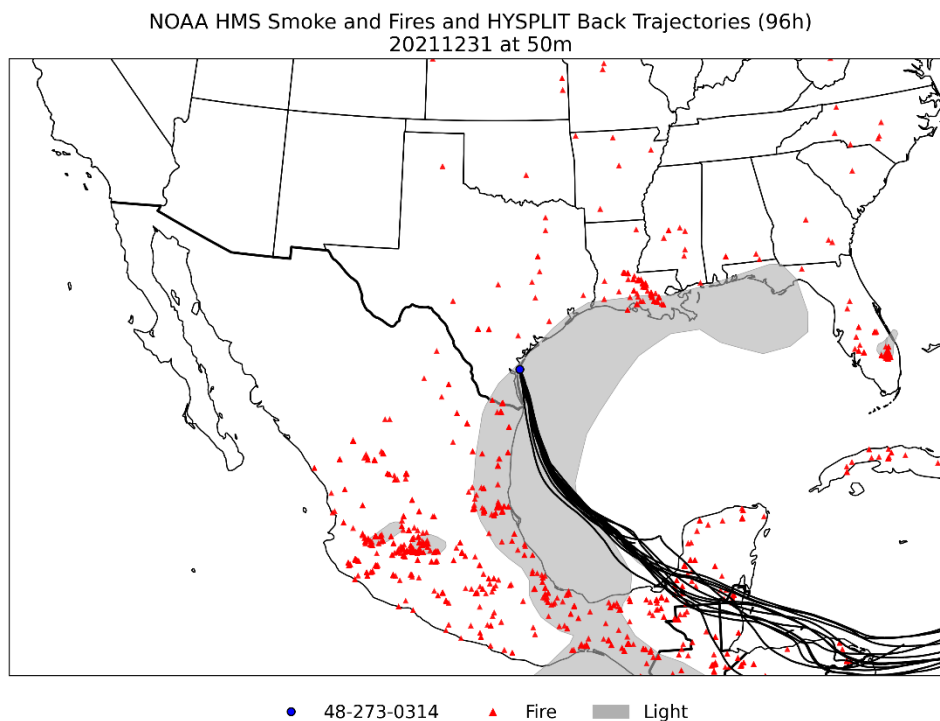 NOAA HMS Smoke and Fires and HYSPLIT Back Trajectories (96h)
20211231 at 50m
48-273-0314 Fire Light